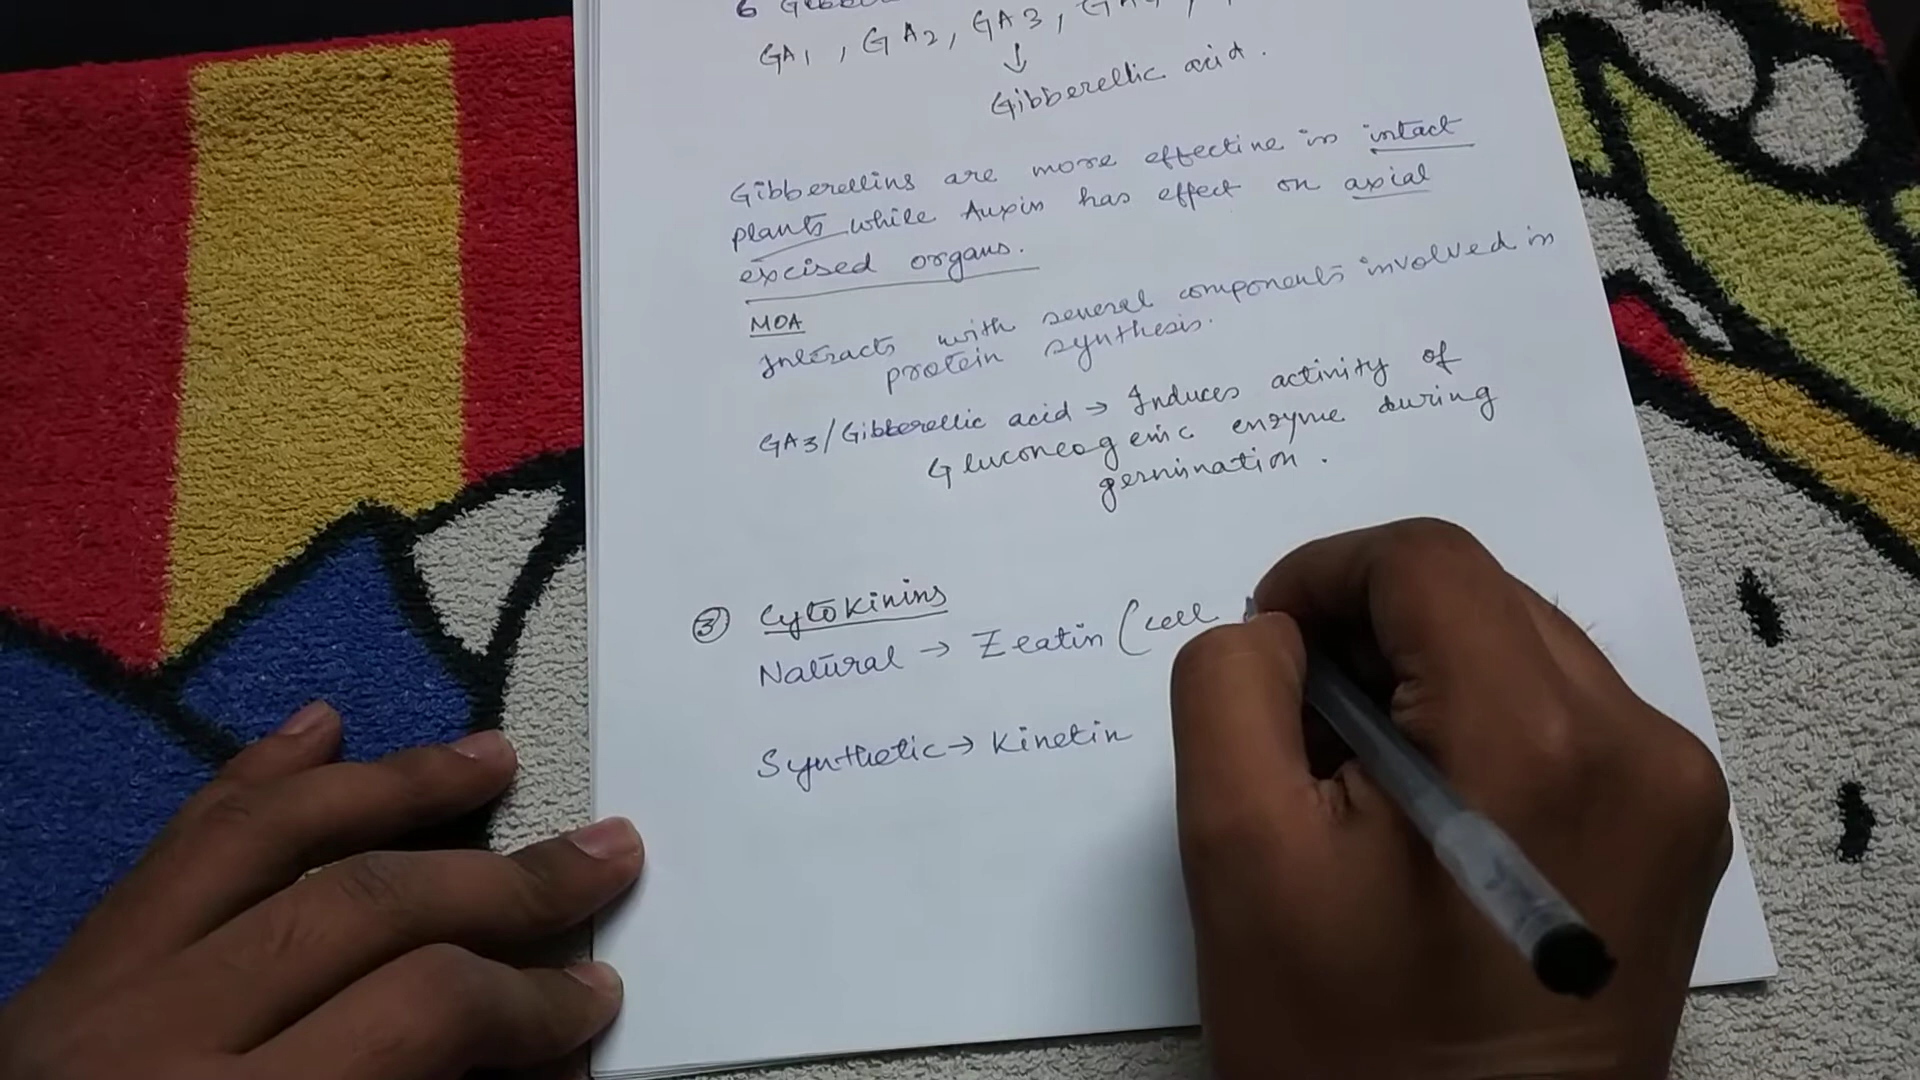 6
GA1, GA2, GA3,
↓
Gibberellic acid.
Gibberellins are more effective in intact
plants while Auxin has effect on axial
excised organs.
MOA
Interacts with several components involved in
protein synthesis.
GA3/Gibberellic acid → Induces activity of
Gluconeogenic enzyme during
germination.
③ Cytokinins
Natural → Zeatin (cell
Synthetic → Kinetin